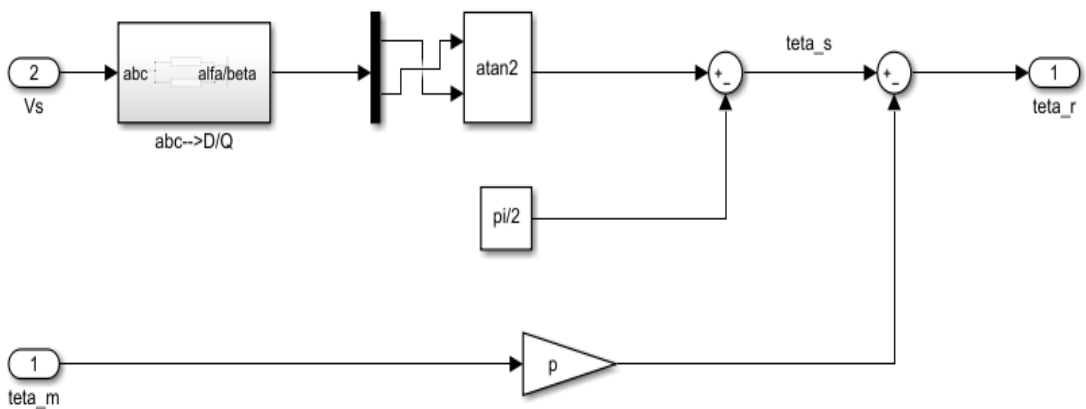 2
Vs
abc
alfa/beta
abc-->D/Q
atan2
+
-
teta_s
+
-
1
teta_r
pi/2
1
teta_m
p